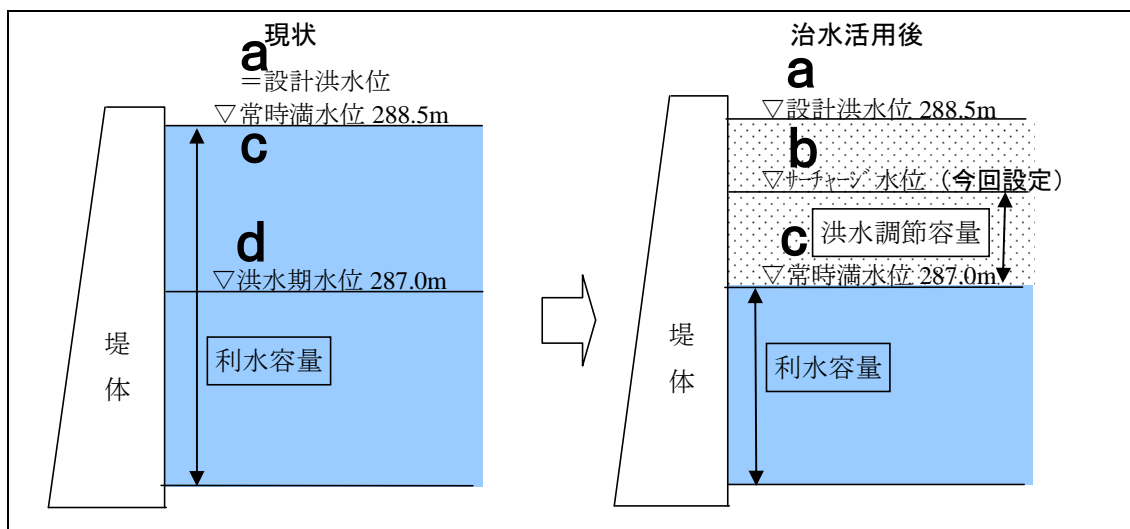 現状
a
＝設計洪水位
▽常時満水位 288.5m
c
d
▽洪水期水位 287.0m
利水容量
堤
体
治水活用後
a
▽設計洪水位 288.5m
b
▽ｻｰﾁｬｰｼﾞ水位（今回設定）
洪水調節容量
c
▽常時満水位 287.0m
利水容量
堤
体